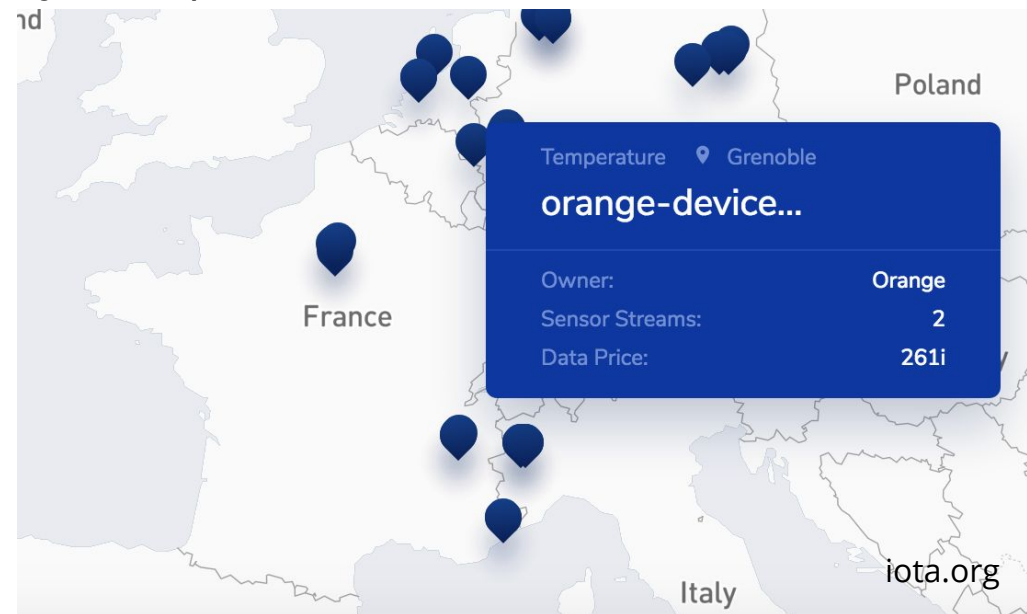 nd
Poland
Temperature Grenoble
orange-device...
Owner: Orange
Sensor Streams: 2
Data Price: 261i
France
y
Italy
iota.org